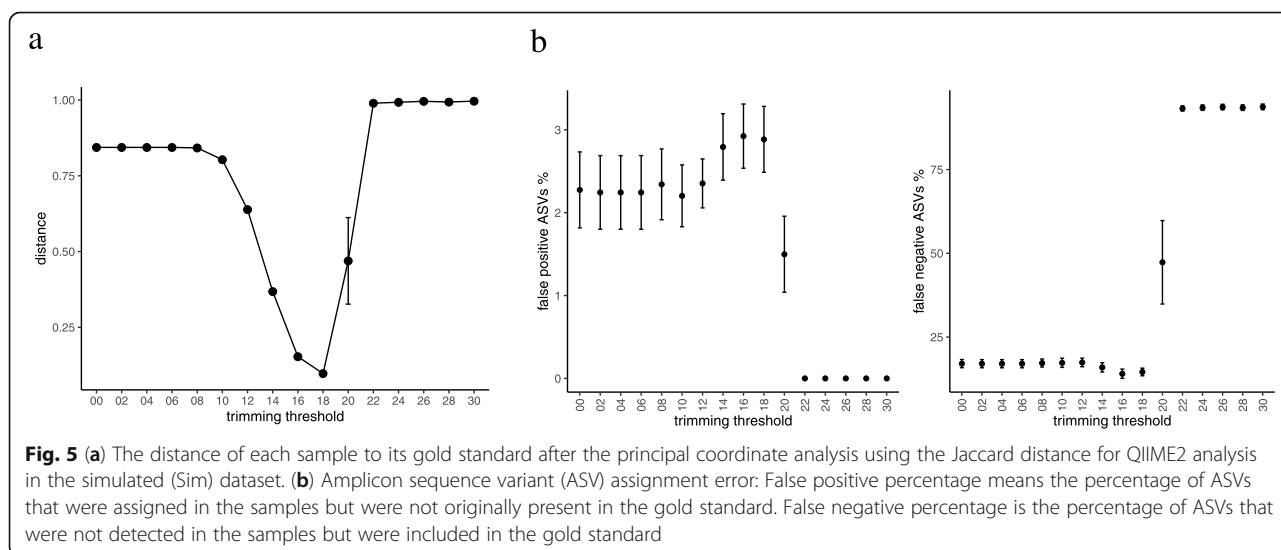 a
b
1.00
0.75
0.50
0.25
distance
00 02 04 06 08 10 12 14 16 18 20 22 24 26 28 30
trimming threshold
3
2
1
0
false positive ASVs %
00 02 04 06 08 10 12 14 16 18 20 22 24 26 28 30
trimming threshold
75
50
25
false negative ASVs %
00 02 04 06 08 10 12 14 16 18 20 22 24 26 28 30
trimming threshold
Fig. 5 (a) The distance of each sample to its gold standard after the principal coordinate analysis using the Jaccard distance for QIIME2 analysis
in the simulated (Sim) dataset. (b) Amplicon sequence variant (ASV) assignment error: False positive percentage means the percentage of ASVs
that were assigned in the samples but were not originally present in the gold standard. False negative percentage is the percentage of ASVs that
were not detected in the samples but were included in the gold standard